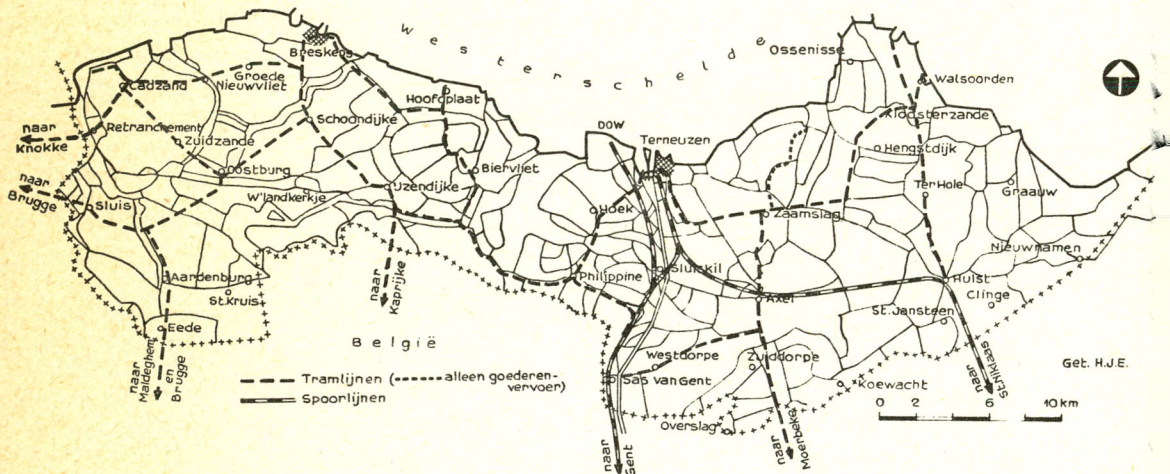 Westerschelde
Breskens
Groede
Nieuwvliet
Cadzand
Hoofdplaat
Schoondijke
Retranchement
naar
Knokke
Zuidzande
Oostburg
Biervliet
naar
Brugge
Sluis
W'landkerkje
IJzendijke
Aardenburg
St.Kruis
Eede
naar
Maldeghem
en
Brugge
naar
Kaprijke
België
Ossenisse
Walsoorden
Kloosterzande
DOW
Terneuzen
Hengstdijk
Ter Hole
Graauw
Hoek
Zaamslag
Nieuwnamen
Philippine
Sluiskil
Axel
Hulst
Clinge
St.Jansteen
Westdorpe
Zuiddorpe
Sas Van Gent
Koewacht
Overslag
naar
Gent
naar
Moerbeke
naar
St.Niklaas
Get. H.J.E.
Tramlijnen (alleen goederen-
vervoer)
Spoorlijnen
0 2 6 10 km